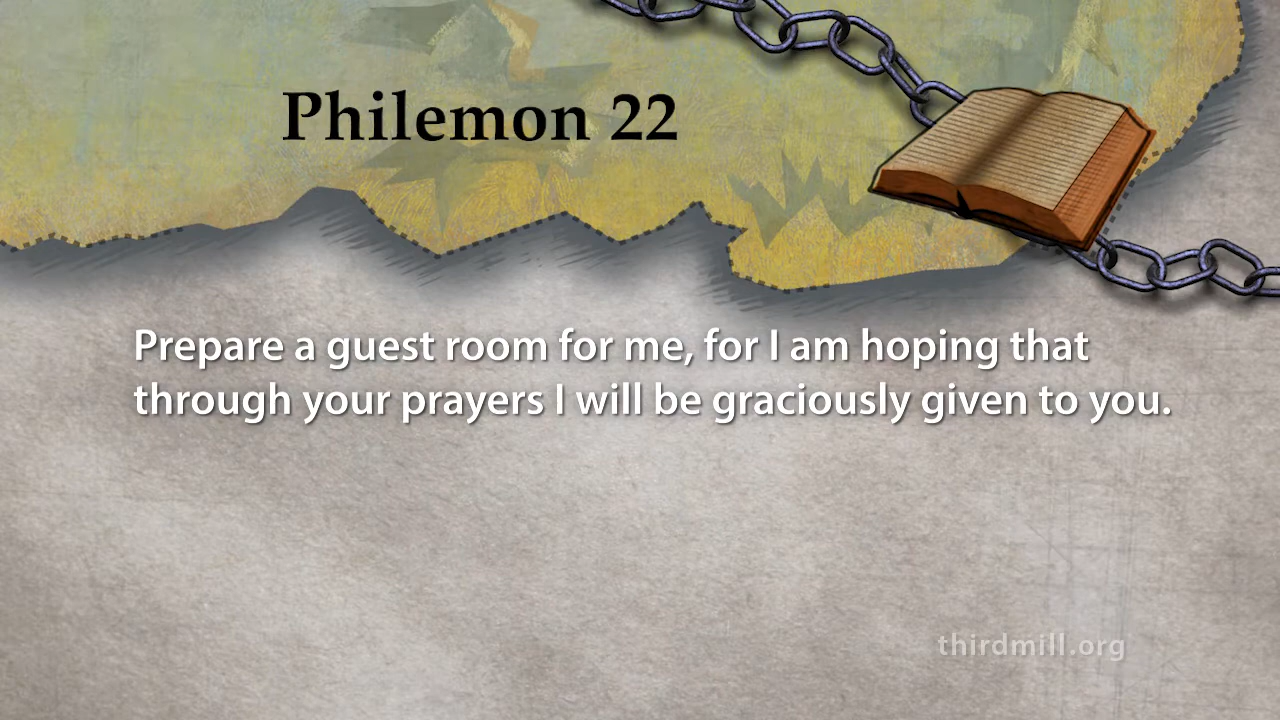 Philemon 22
Prepare a guest room for me, for I am hoping that
through your prayers I will be graciously given to you.
thirdmill.org